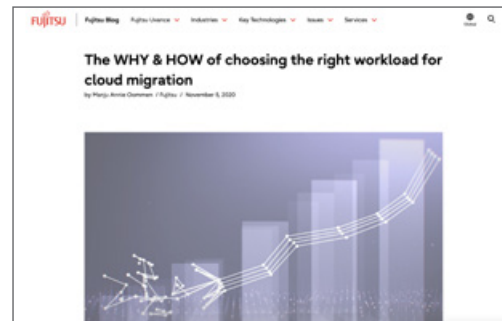 FUJITSU
Fujitsu Blog Fujitsu Uvance Industries Key Technologies Issues Services
Global
The WHY & HOW of choosing the right workload for
cloud migration
by Manju Annie Oommen / Fujitsu / November 5, 2020